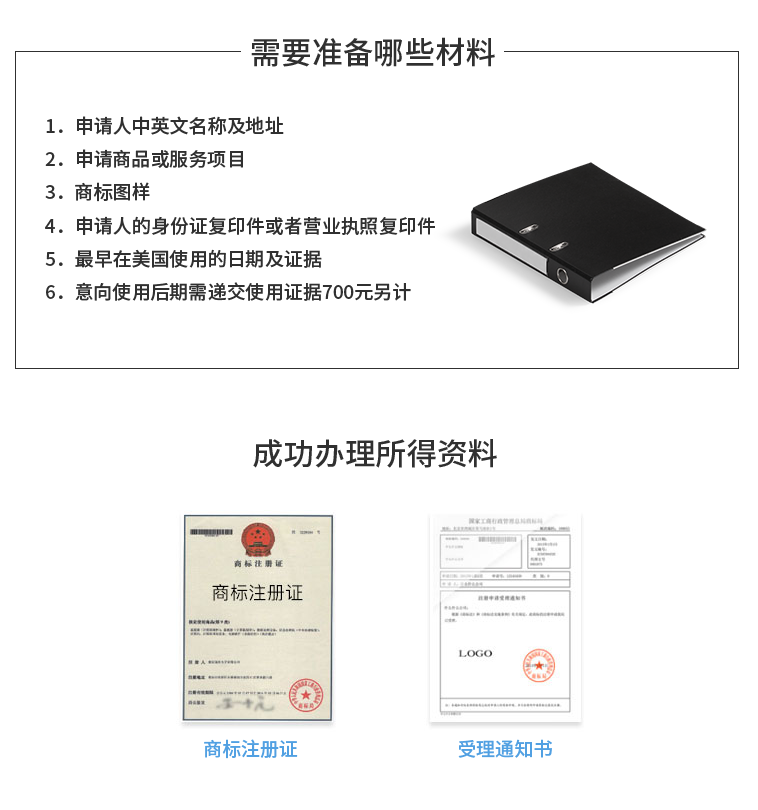 需要准备哪些材料
1. 申请人中英文名称及地址
2. 申请商品或服务项目
3. 商标图样
4. 申请人的身份证复印件或者营业执照复印件
5. 最早在美国使用的日期及证据
6. 意向使用后期需递交使用证据700元另计
成功办理所得资料
商标注册证
商标注册证
国家工商行政管理总局商标局
注册申请受理通知书
LOGO
商标注册证
受理通知书